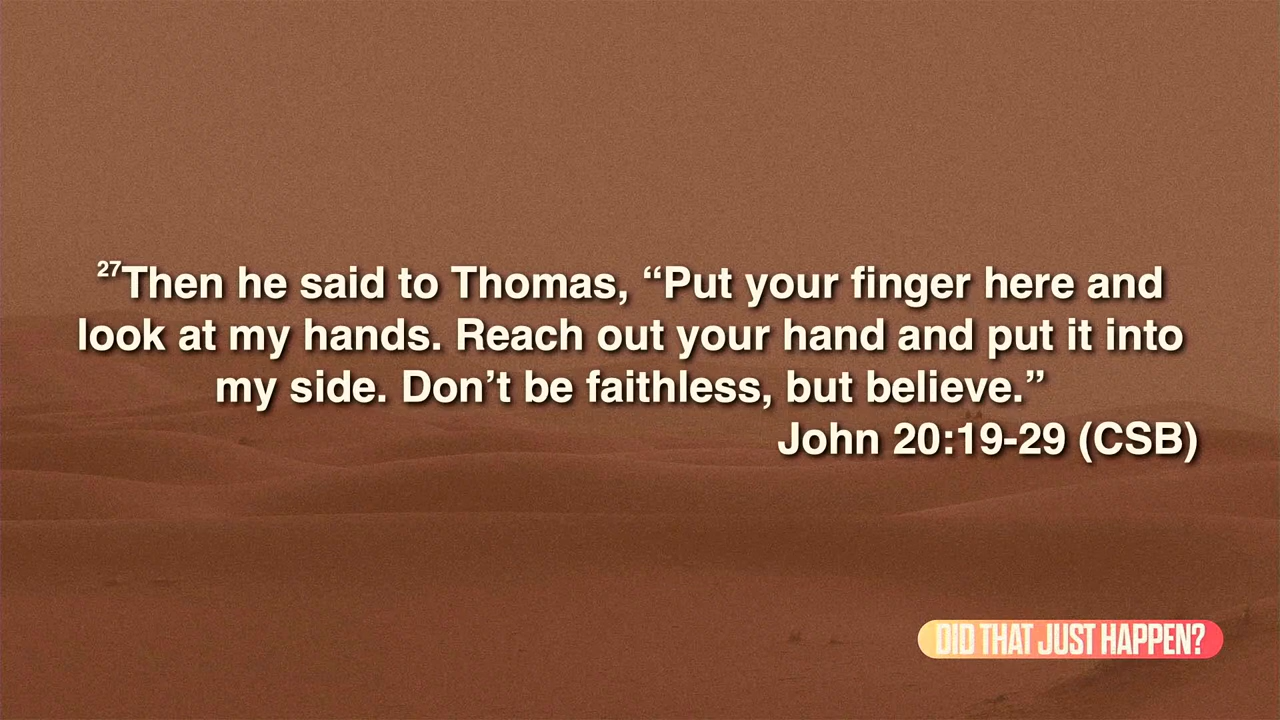 27Then he said to Thomas, “Put your finger here and
look at my hands. Reach out your hand and put it into
my side. Don’t be faithless, but believe.”
John 20:19-29 (CSB)
DID THAT JUST HAPPEN?